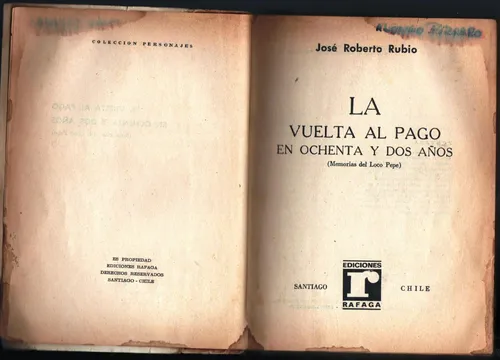 COLECCION PERSONAJES
ES PROPIEDAD
EDICIONES RAFAGA
DERECHOS RESERVADOS
SANTIAGO - CHILE
José Roberto Rubio
LA
VUELTA AL PAGO
EN OCHENTA Y DOS AÑOS
(Memorias del Loco Pepe)
EDICIONES
r
RAFAGA
SANTIAGO CHILE